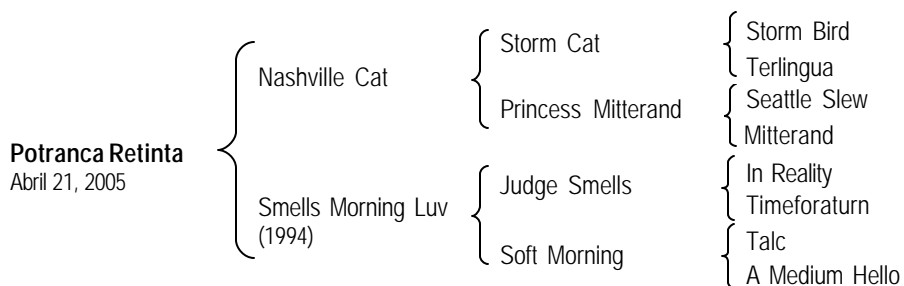 Potranca Retinta
Abril 21, 2005
Nashville Cat
Smells Morning Luv
(1994)
Storm Cat
Princess Mitterand
Judge Smells
Soft Morning
Storm Bird
Terlingua
Seattle Slew
Mitterand
In Reality
Timeforaturn
Talc
A Medium Hello